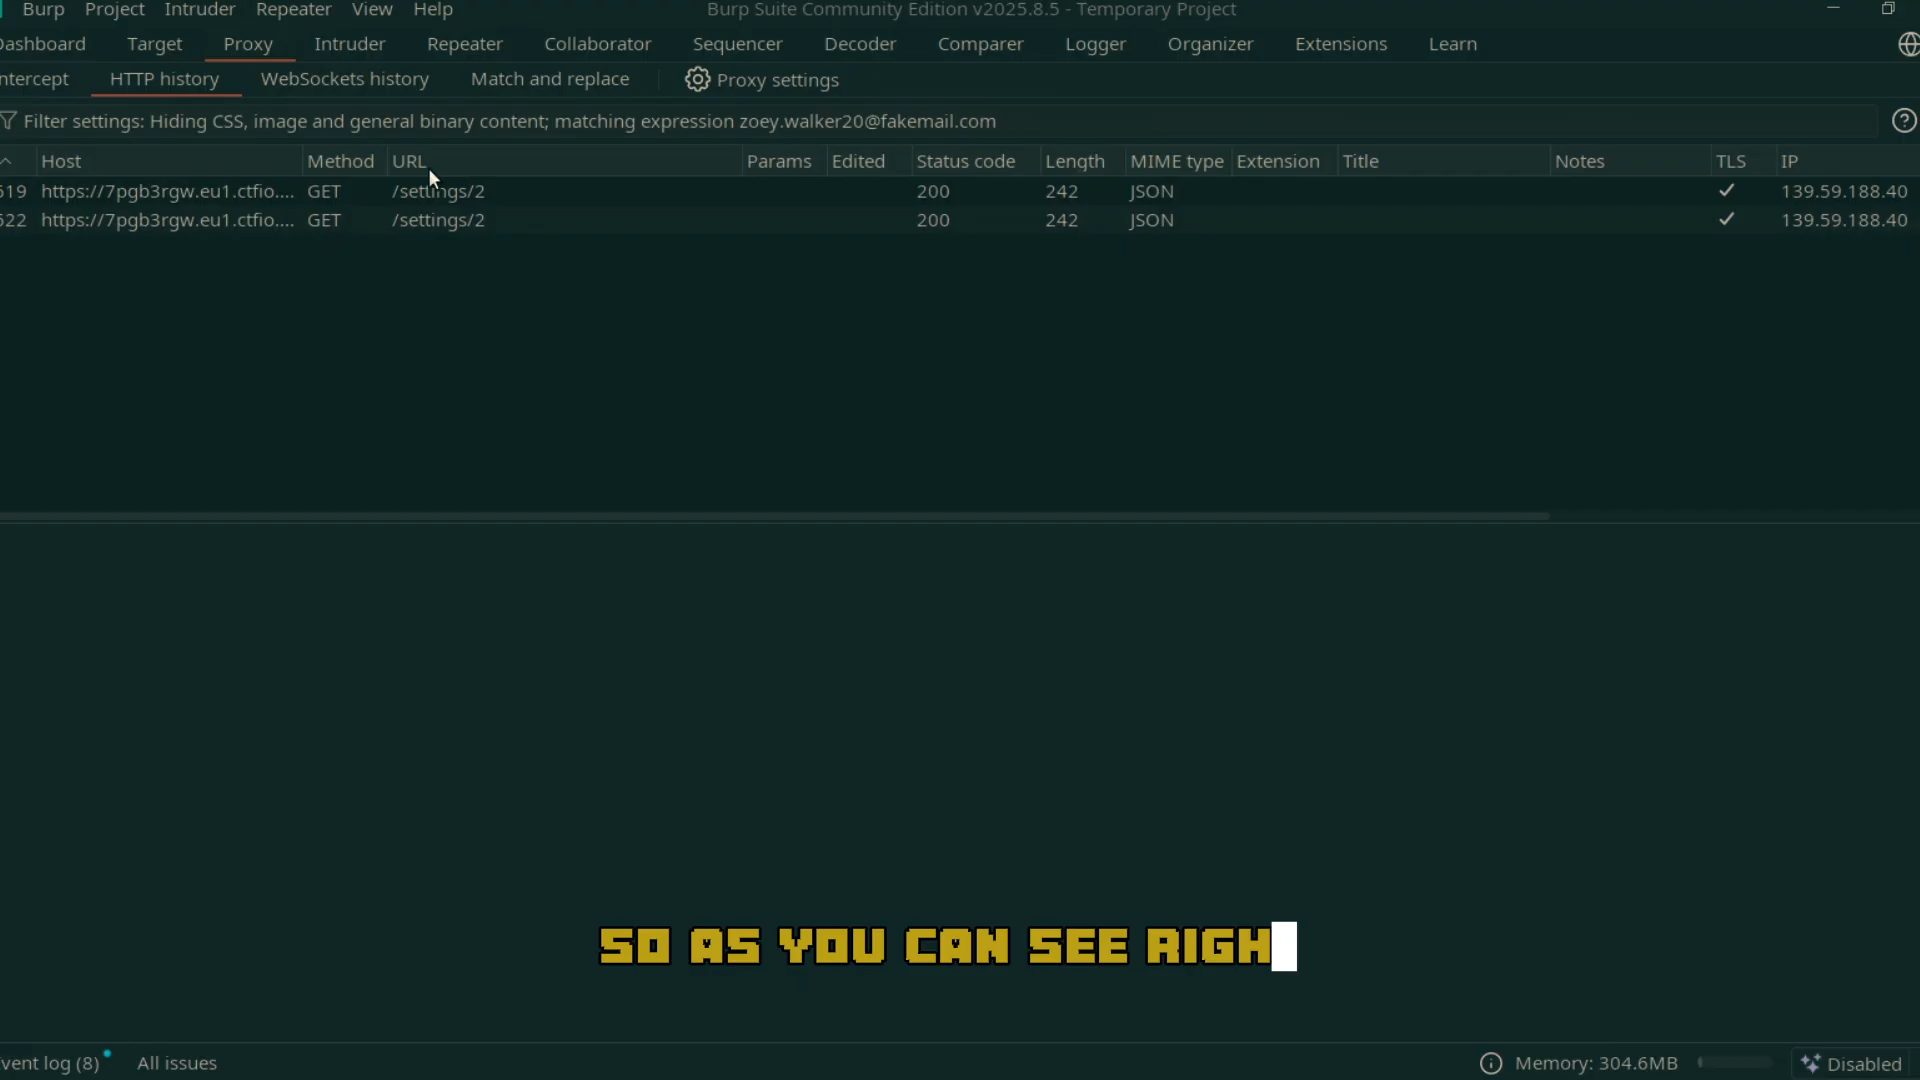 Burp Project Intruder Repeater View Help Burp Suite Community Edition v2025.8.5 - Temporary Project
Dashboard Target Proxy Intruder Repeater Collaborator Sequencer Decoder Comparer Logger Organizer Extensions Learn
ntercept HTTP history WebSockets history Match and replace Proxy settings
Filter settings: Hiding CSS, image and general binary content; matching expression zoey.walker20@fakemail.com
Host Method URL Params Edited Status code Length MIME type Extension Title Notes TLS IP
519 https://7pgb3rgw.eu1.ctfio.... GET /settings/2 200 242 JSON ✓ 139.59.188.40
522 https://7pgb3rgw.eu1.ctfio.... GET /settings/2 200 242 JSON ✓ 139.59.188.40
SO AS YOU CAN SEE RIGH
vent log (8) All issues Memory: 304.6MB Disabled